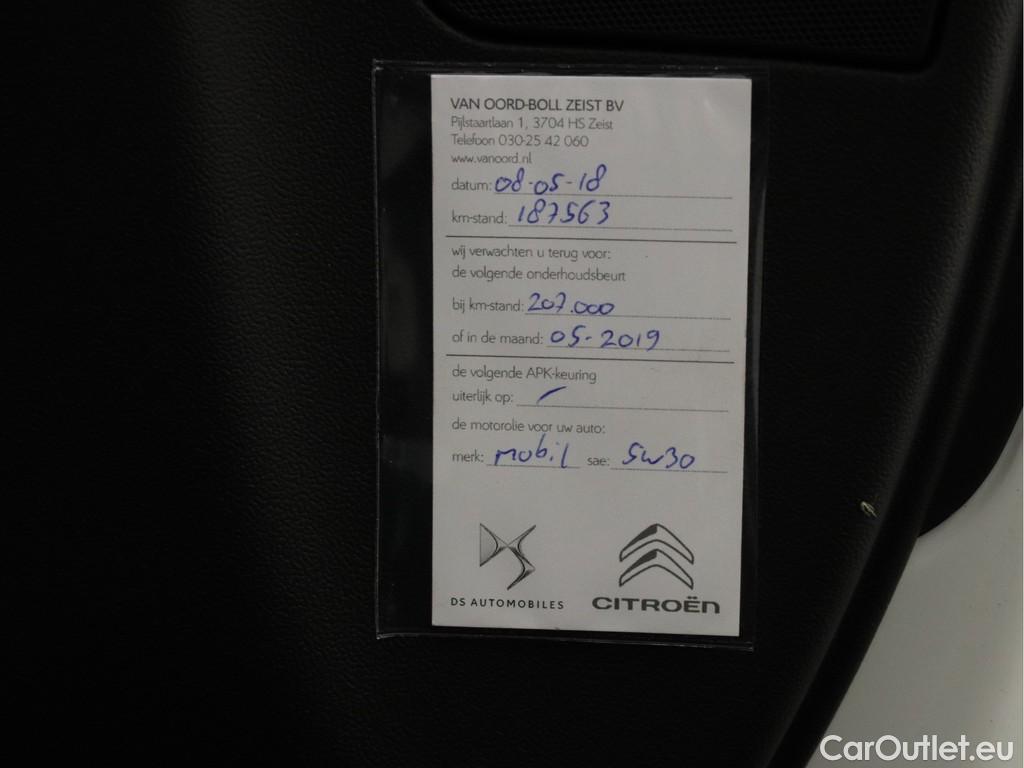 VAN OORD-BOLL ZEIST BV
Pijlstaartlaan 1, 3704 HS Zeist
Telefoon 030-25 42 060
www.vanoord.nl
datum: 08-05-18
km-stand: 187563
wij verwachten u terug voor:
de volgende onderhoudsbeurt
bij km-stand: 207.000
of in de maand: 05-2019
de volgende APK-keuring
uiterlijk op: /
de motorolie voor uw auto:
merk: mobil sae: 5w30
DS AUTOMOBILES CITROËN
CarOutlet.eu